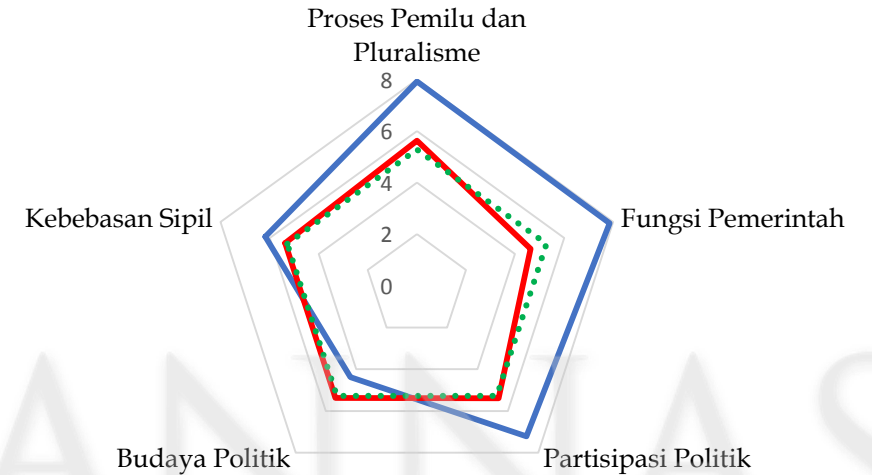 Proses Pemilu dan
Pluralisme
8
6
4
2
0
Kebebasan Sipil
Fungsi Pemerintah
Budaya Politik
Partisipasi Politik